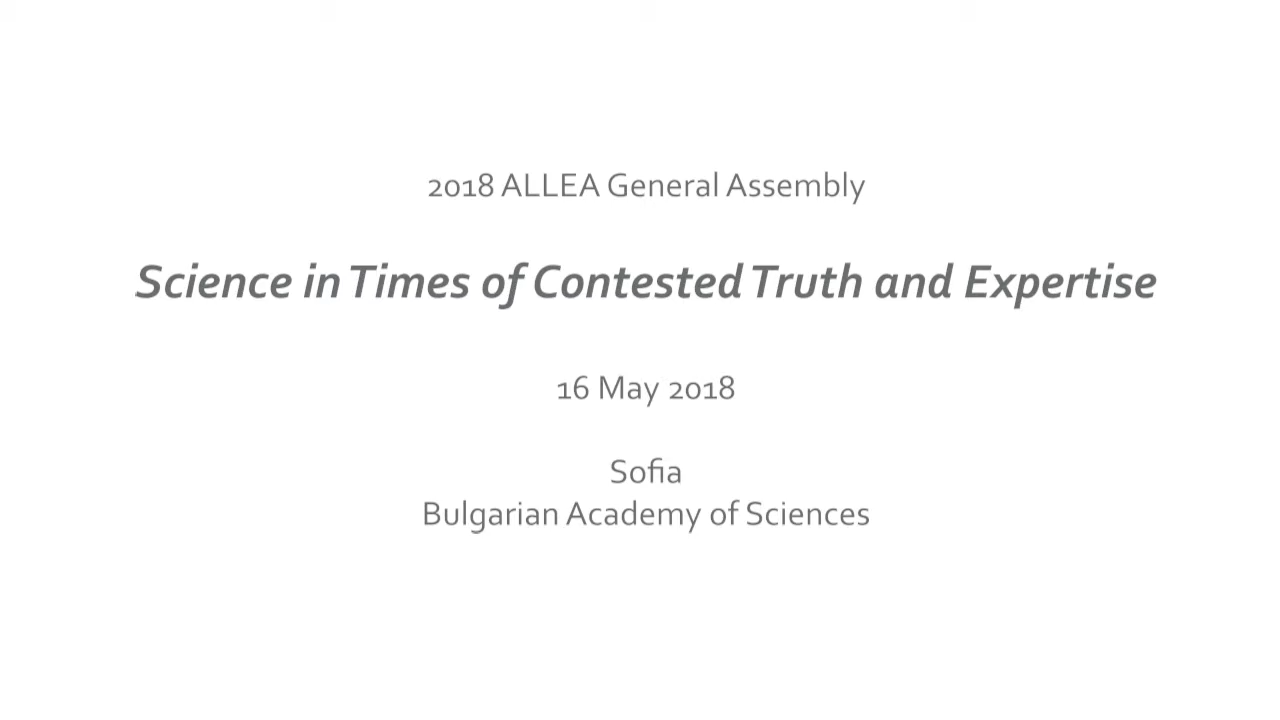 2018 ALLEA General Assembly
Science in Times of Contested Truth and Expertise
16 May 2018
Sofia
Bulgarian Academy of Sciences